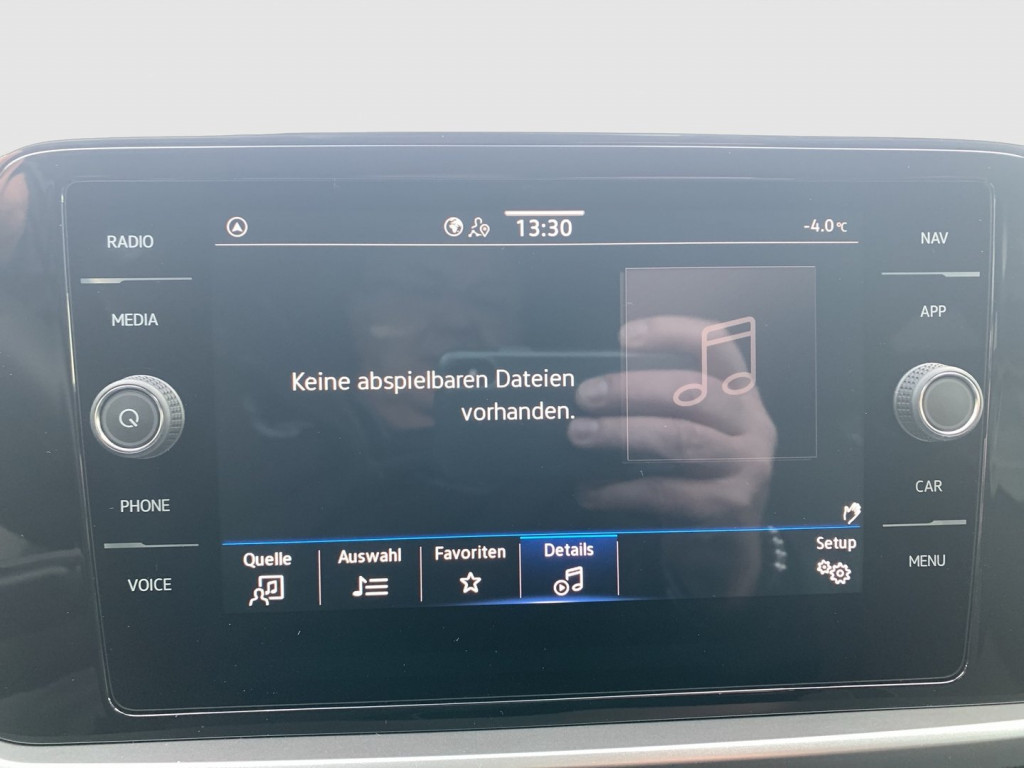 RADIO
MEDIA
PHONE
VOICE
13:30
-4.0°C
Keine abspielbaren Dateien
vorhanden.
Quelle
Auswahl
Favoriten
Details
Setup
NAV
APP
CAR
MENU